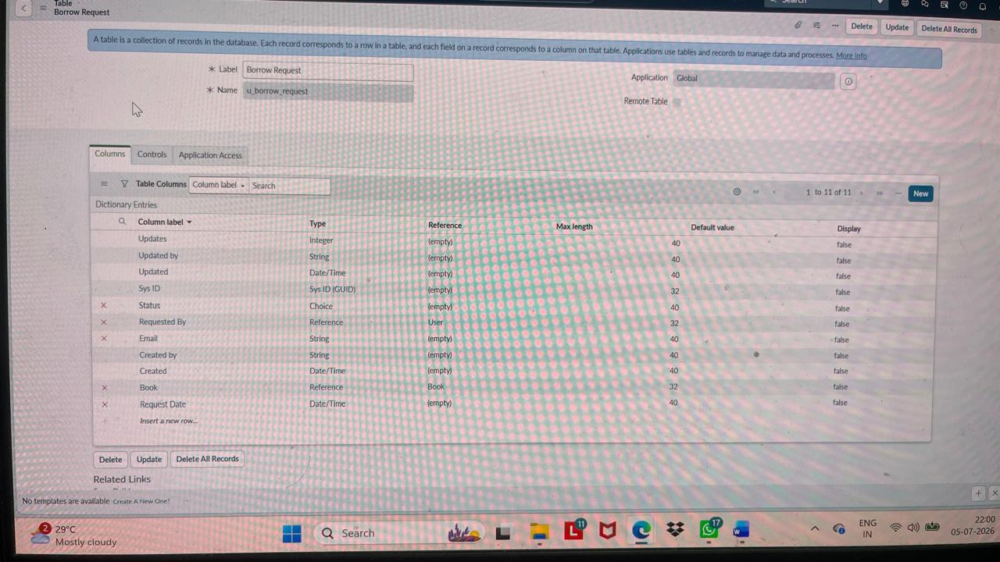 Table
Borrow Request
Search
Delete Update Delete All Records
A table is a collection of records in the database. Each record corresponds to a row in a table, and each field on a record corresponds to a column on that table. Applications use tables and records to manage data and processes. More Info
* Label Borrow Request
Application Global
* Name u_borrow_request
Remote Table
Columns Controls Application Access
Table Columns Column label Search 1 to 11 of 11 New
Dictionary Entries
Column label Type Reference Max length Default value Display
Updates Integer (empty) 40 false
Updated by String (empty) 40 false
Updated Date/Time (empty) 40 false
Sys ID Sys ID (GUID) (empty) 32 false
Status Choice (empty) 40 false
Requested By Reference User 32 false
Email String (empty) 40 false
Created by String (empty) 40 false
Created Date/Time (empty) 40 false
Book Reference Book 32 false
Request Date Date/Time (empty) 40 false
Insert a new row...
Delete Update Delete All Records
Related Links
No templates are available Create A New One?
2 29°C
Mostly cloudy
Search
11
17
W
ENG
IN
22:00
05-07-2026